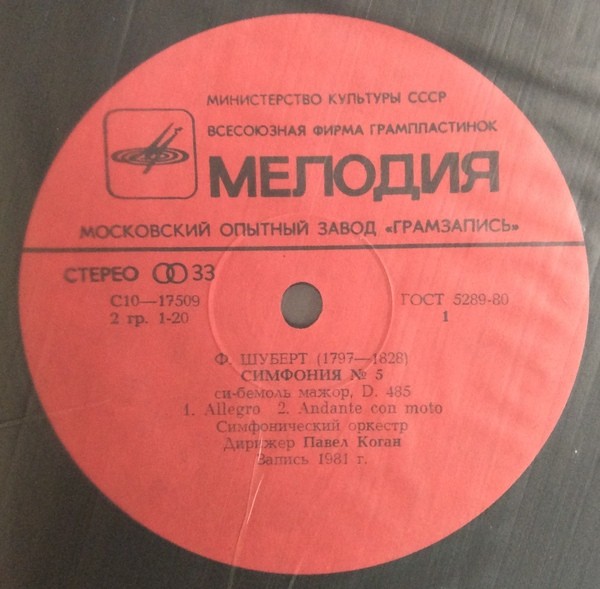 МИНИСТЕРСТВО КУЛЬТУРЫ СССР
ВСЕСОЮЗНАЯ ФИРМА ГРАМПЛАСТИНОК
МЕЛОДИЯ
МОСКОВСКИЙ ОПЫТНЫЙ ЗАВОД «ГРАМЗАПИСЬ»
СТЕРЕО 33
С10—17509 ГОСТ 5289-80
2 гр. 1-20 1
Ф. ШУБЕРТ (1797—1828)
СИМФОНИЯ № 5
си-бемоль мажор, D. 485
1. Allegro 2. Andante con moto
Симфонический оркестр
Дирижер Павел Коган
Запись 1981 г.